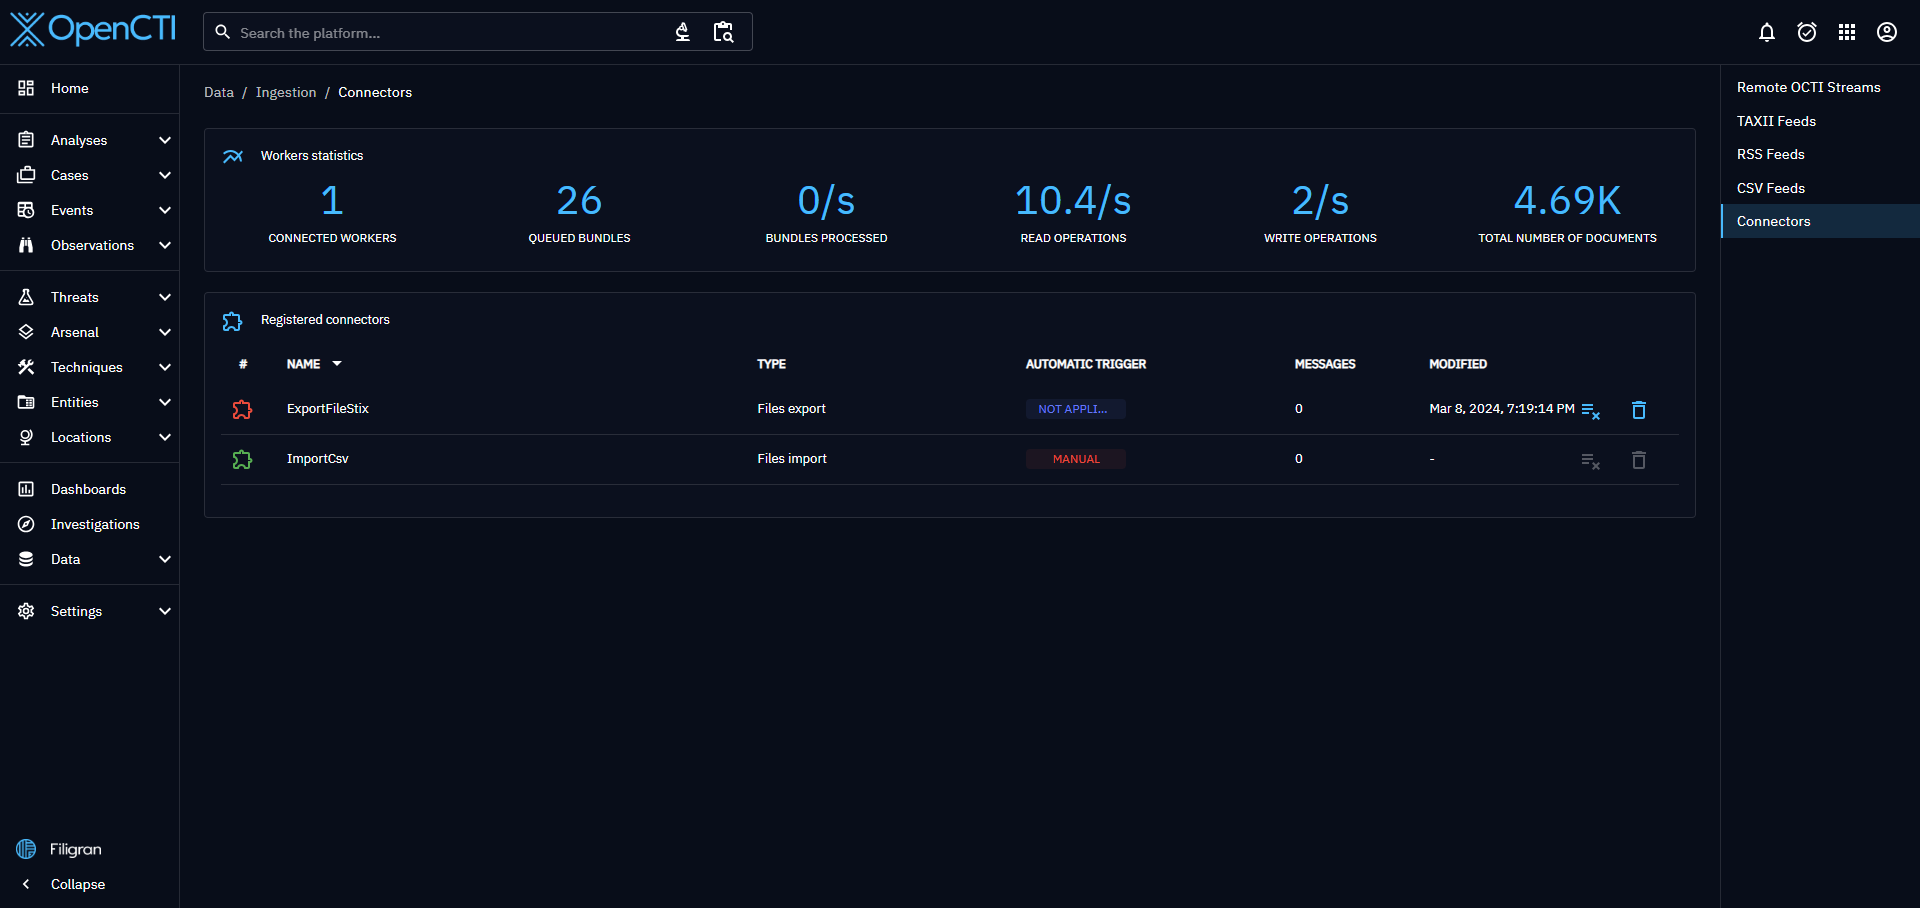 OpenCTI
Search the platform...
Home
Analyses
Cases
Events
Observations
Threats
Arsenal
Techniques
Entities
Locations
Dashboards
Investigations
Data
Settings
Filigran
Collapse
Data / Ingestion / Connectors
Workers statistics
1 26 0/s 10.4/s 2/s 4.69K
CONNECTED WORKERS QUEUED BUNDLES BUNDLES PROCESSED READ OPERATIONS WRITE OPERATIONS TOTAL NUMBER OF DOCUMENTS
Registered connectors
# NAME TYPE AUTOMATIC TRIGGER MESSAGES MODIFIED
ExportFileStix Files export NOT APPLI... 0 Mar 8, 2024, 7:19:14 PM
ImportCsv Files import MANUAL 0 -
Remote OCTI Streams
TAXII Feeds
RSS Feeds
CSV Feeds
Connectors